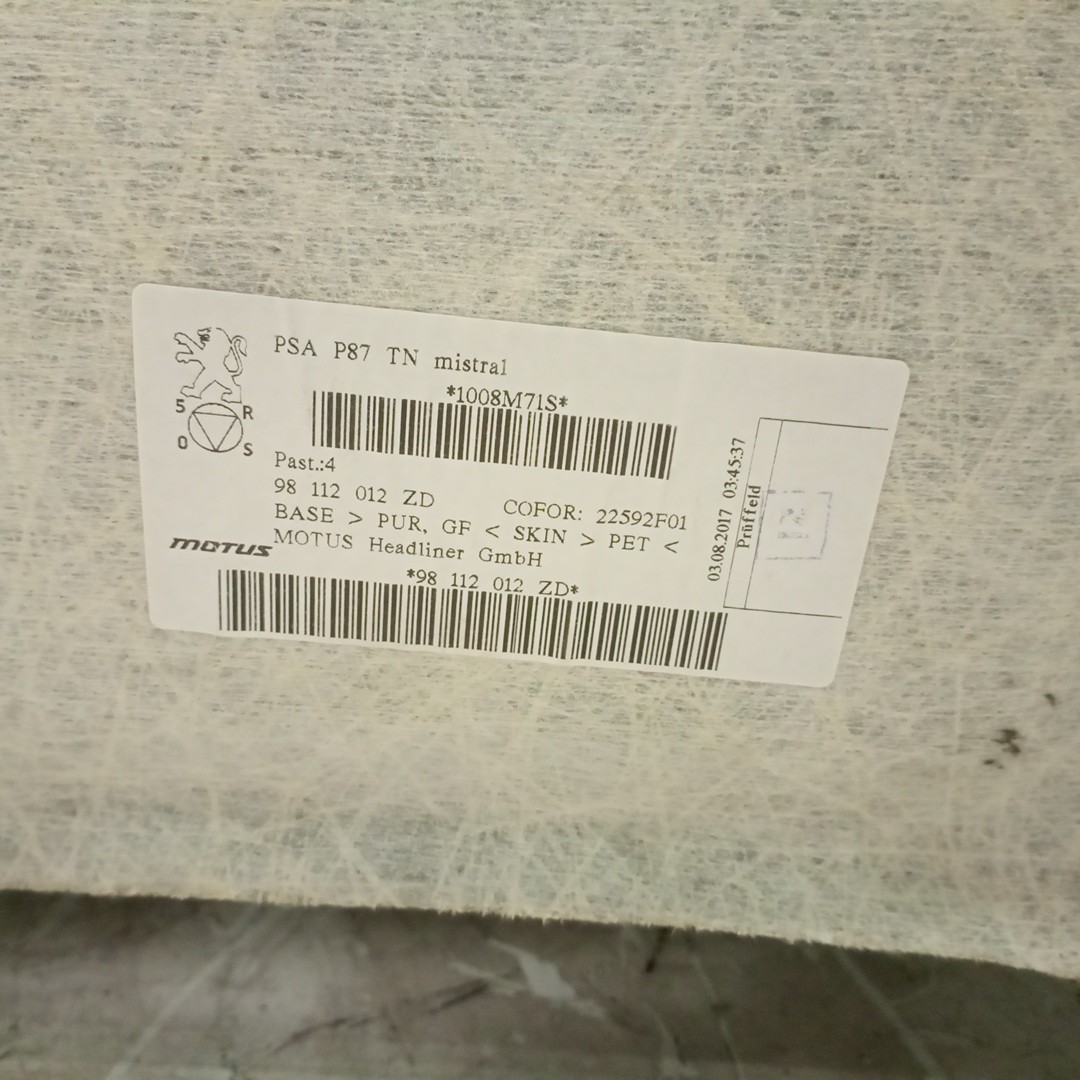 PSA P87 TN mistral
*1008M71S*
5 R
0 S
Past.:4
98 112 012 ZD COFOR: 22592F01
BASE > PUR, GF < SKIN > PET <
MOTUS MOTUS Headliner GmbH
*98 112 012 ZD*
03.08.2017 03:45:37
Prüffeld